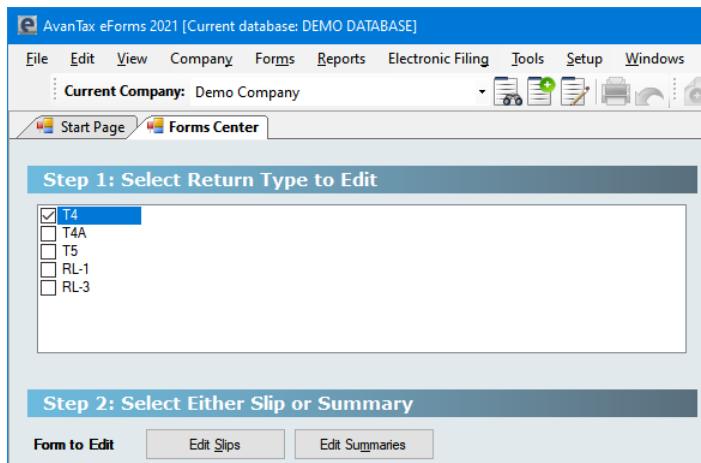 AvanTax eForms 2021 [Current database: DEMO DATABASE]
File Edit View Company Forms Reports Electronic Filing Tools Setup Windows
Current Company: Demo Company
Start Page Forms Center
Step 1: Select Return Type to Edit
T4
T4A
T5
RL-1
RL-3
Step 2: Select Either Slip or Summary
Form to Edit Edit Slips Edit Summaries